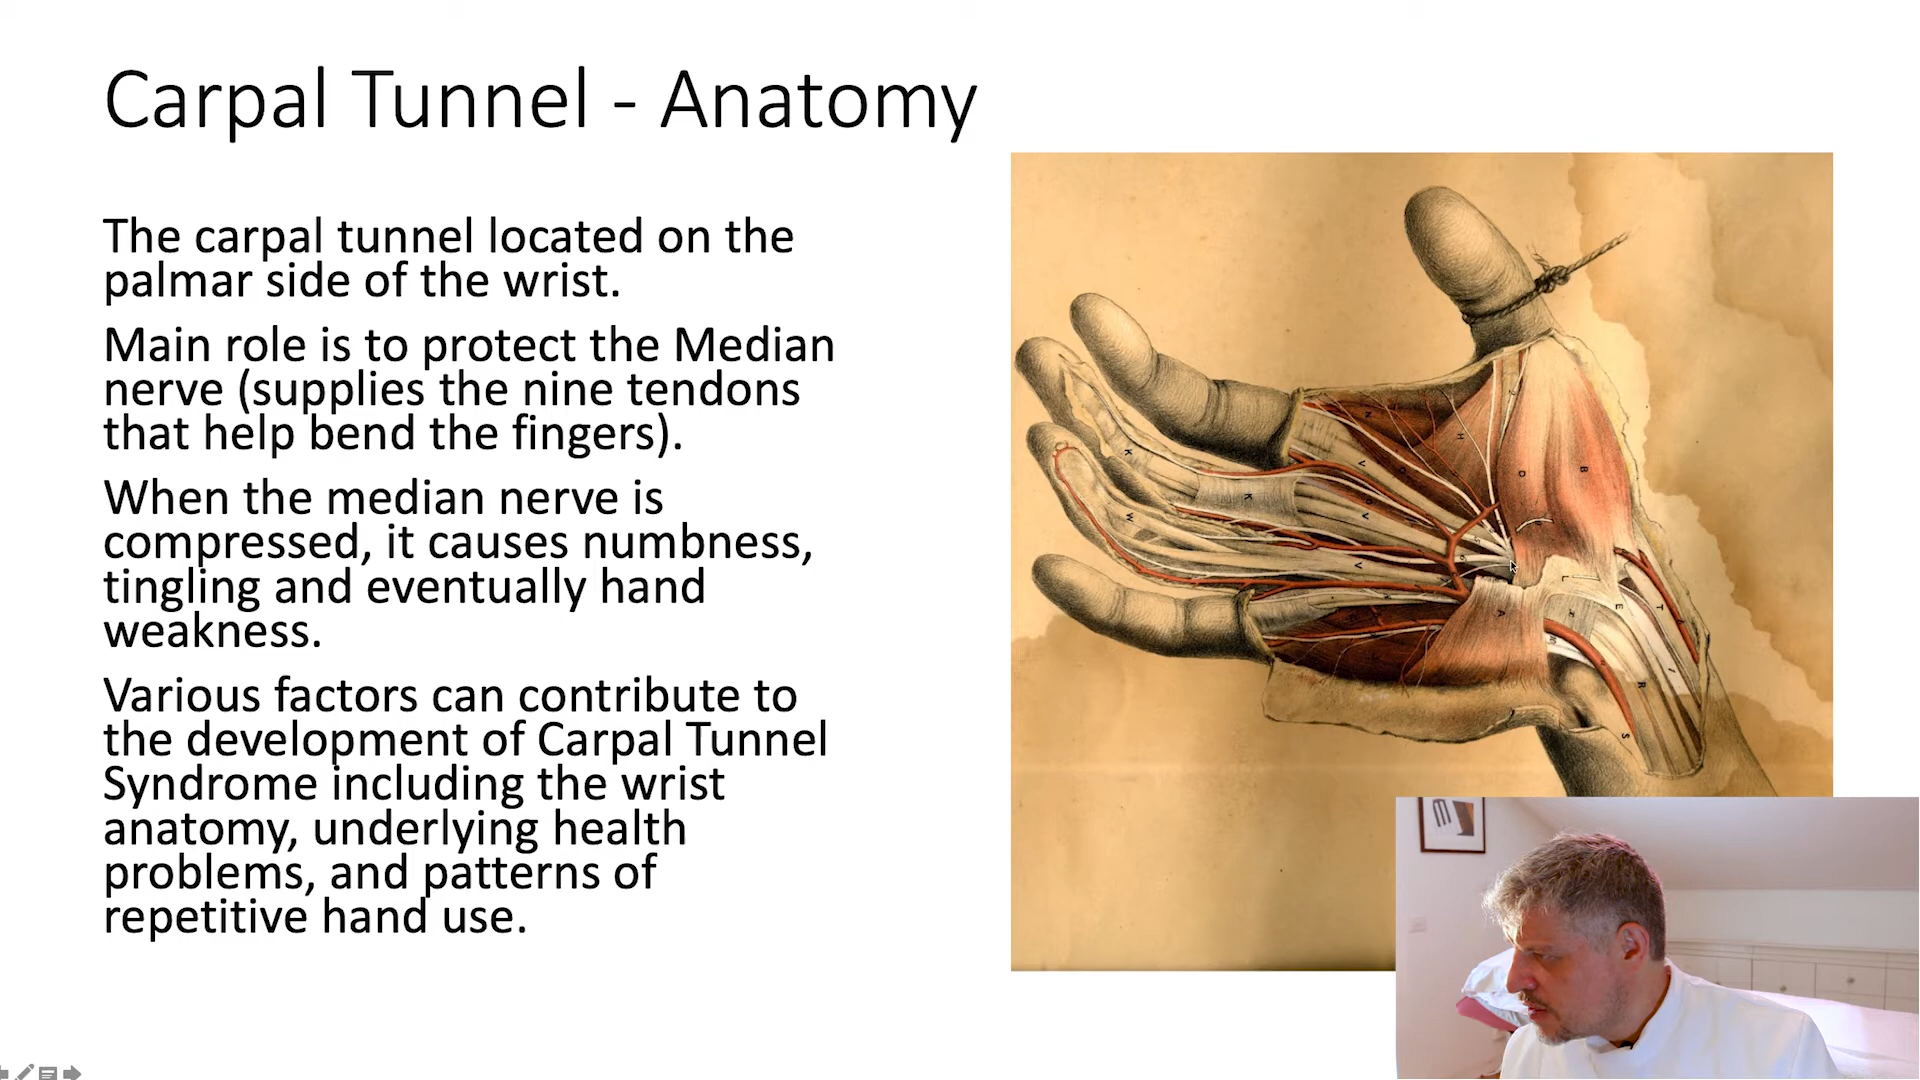 Carpal Tunnel - Anatomy
The carpal tunnel located on the
palmar side of the wrist.
Main role is to protect the Median
nerve (supplies the nine tendons
that help bend the fingers).
When the median nerve is
compressed, it causes numbness,
tingling and eventually hand
weakness.
Various factors can contribute to
the development of Carpal Tunnel
Syndrome including the wrist
anatomy, underlying health
problems, and patterns of
repetitive hand use.